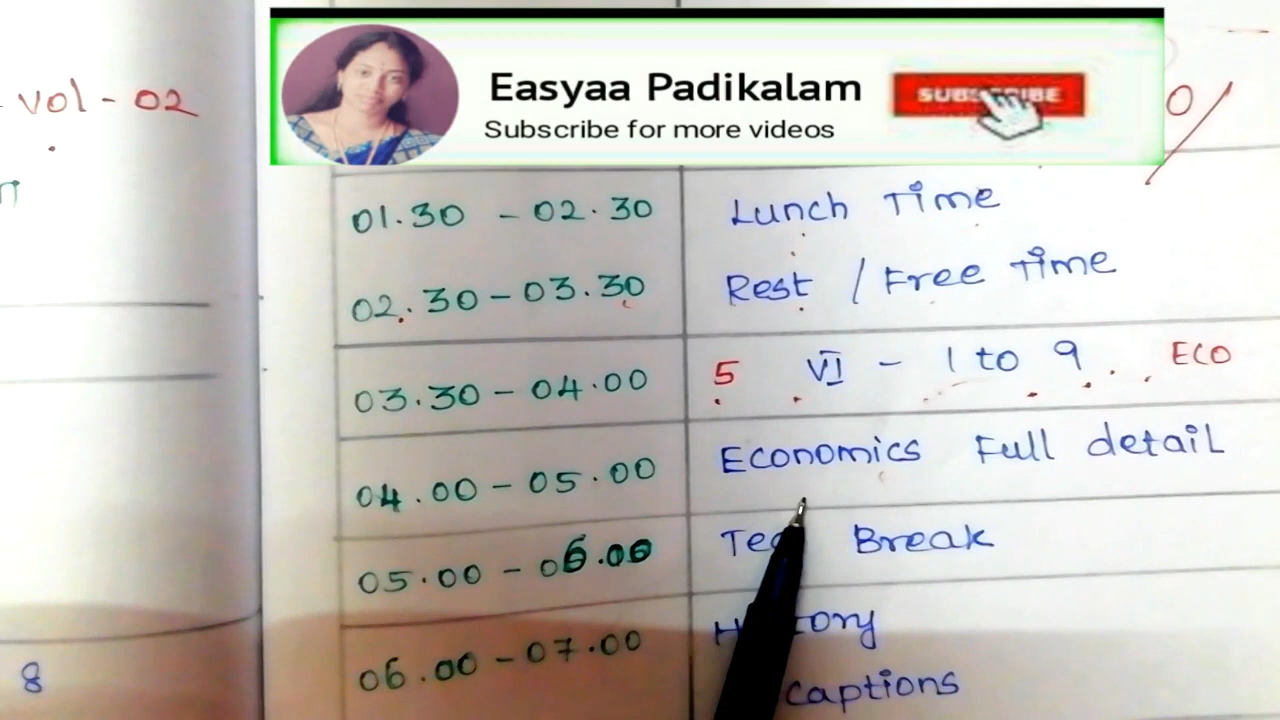 Easyaa Padikalam
SUBSCRIBE
Subscribe for more videos
Vol - 02
01.30 - 02.30 Lunch Time
02.30 - 03.30 Rest / Free Time
03.30 - 04.00 5 VI - 1 to 9 ECO
04.00 - 05.00 Economics Full detail
05.00 - 06.00 Tea Break
06.00 - 07.00
captions
8